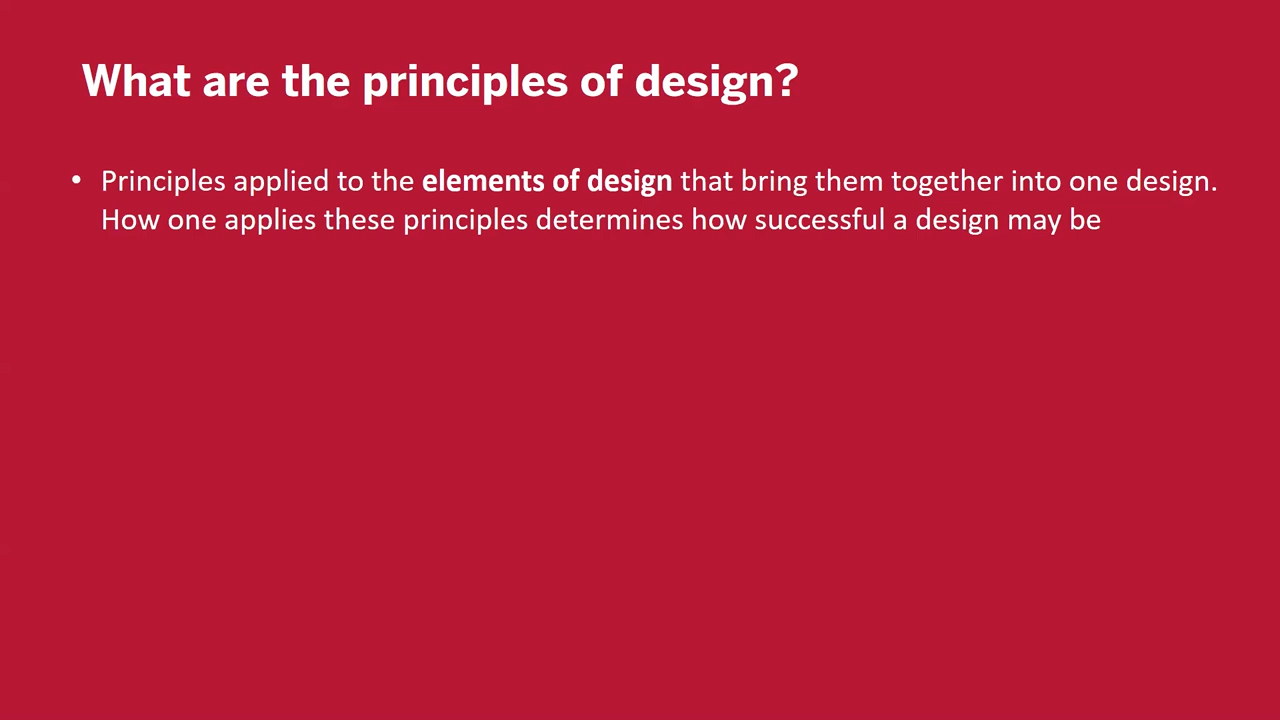 What are the principles of design?
• Principles applied to the elements of design that bring them together into one design.
How one applies these principles determines how successful a design may be